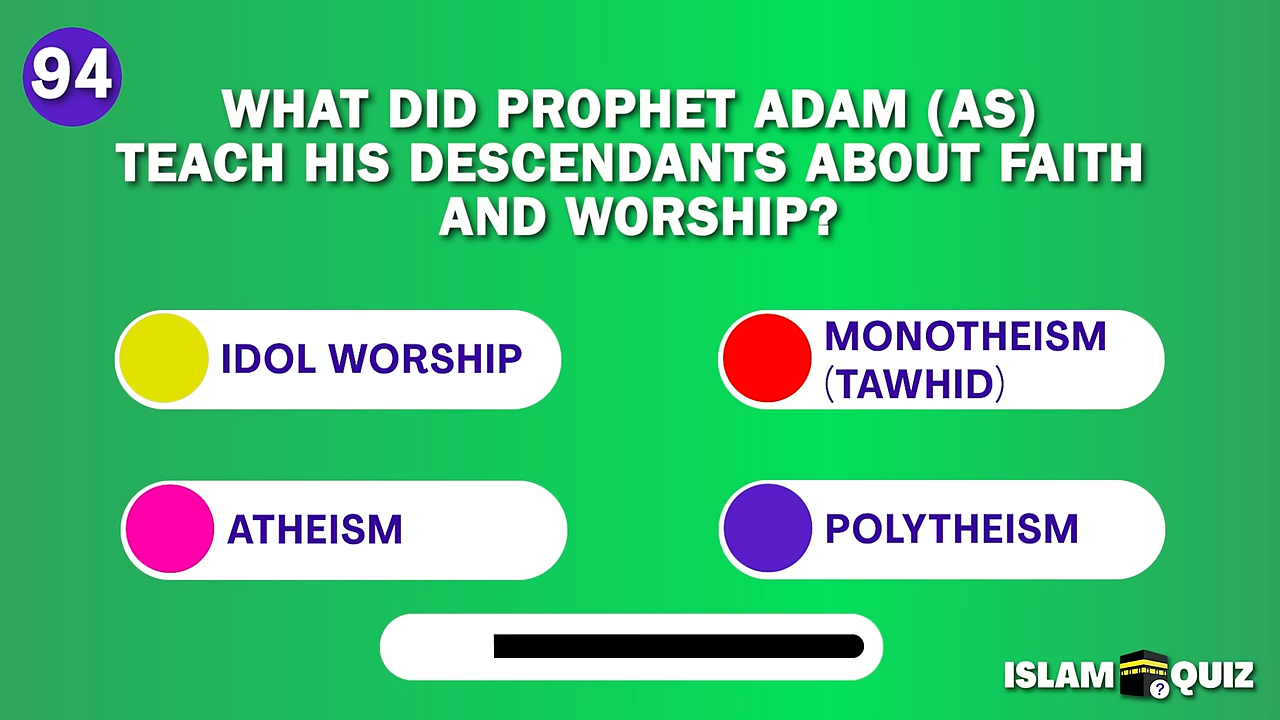 94
WHAT DID PROPHET ADAM (AS)
TEACH HIS DESCENDANTS ABOUT FAITH
AND WORSHIP?
IDOL WORSHIP
MONOTHEISM
(TAWHID)
ATHEISM
POLYTHEISM
ISLAM ? QUIZ